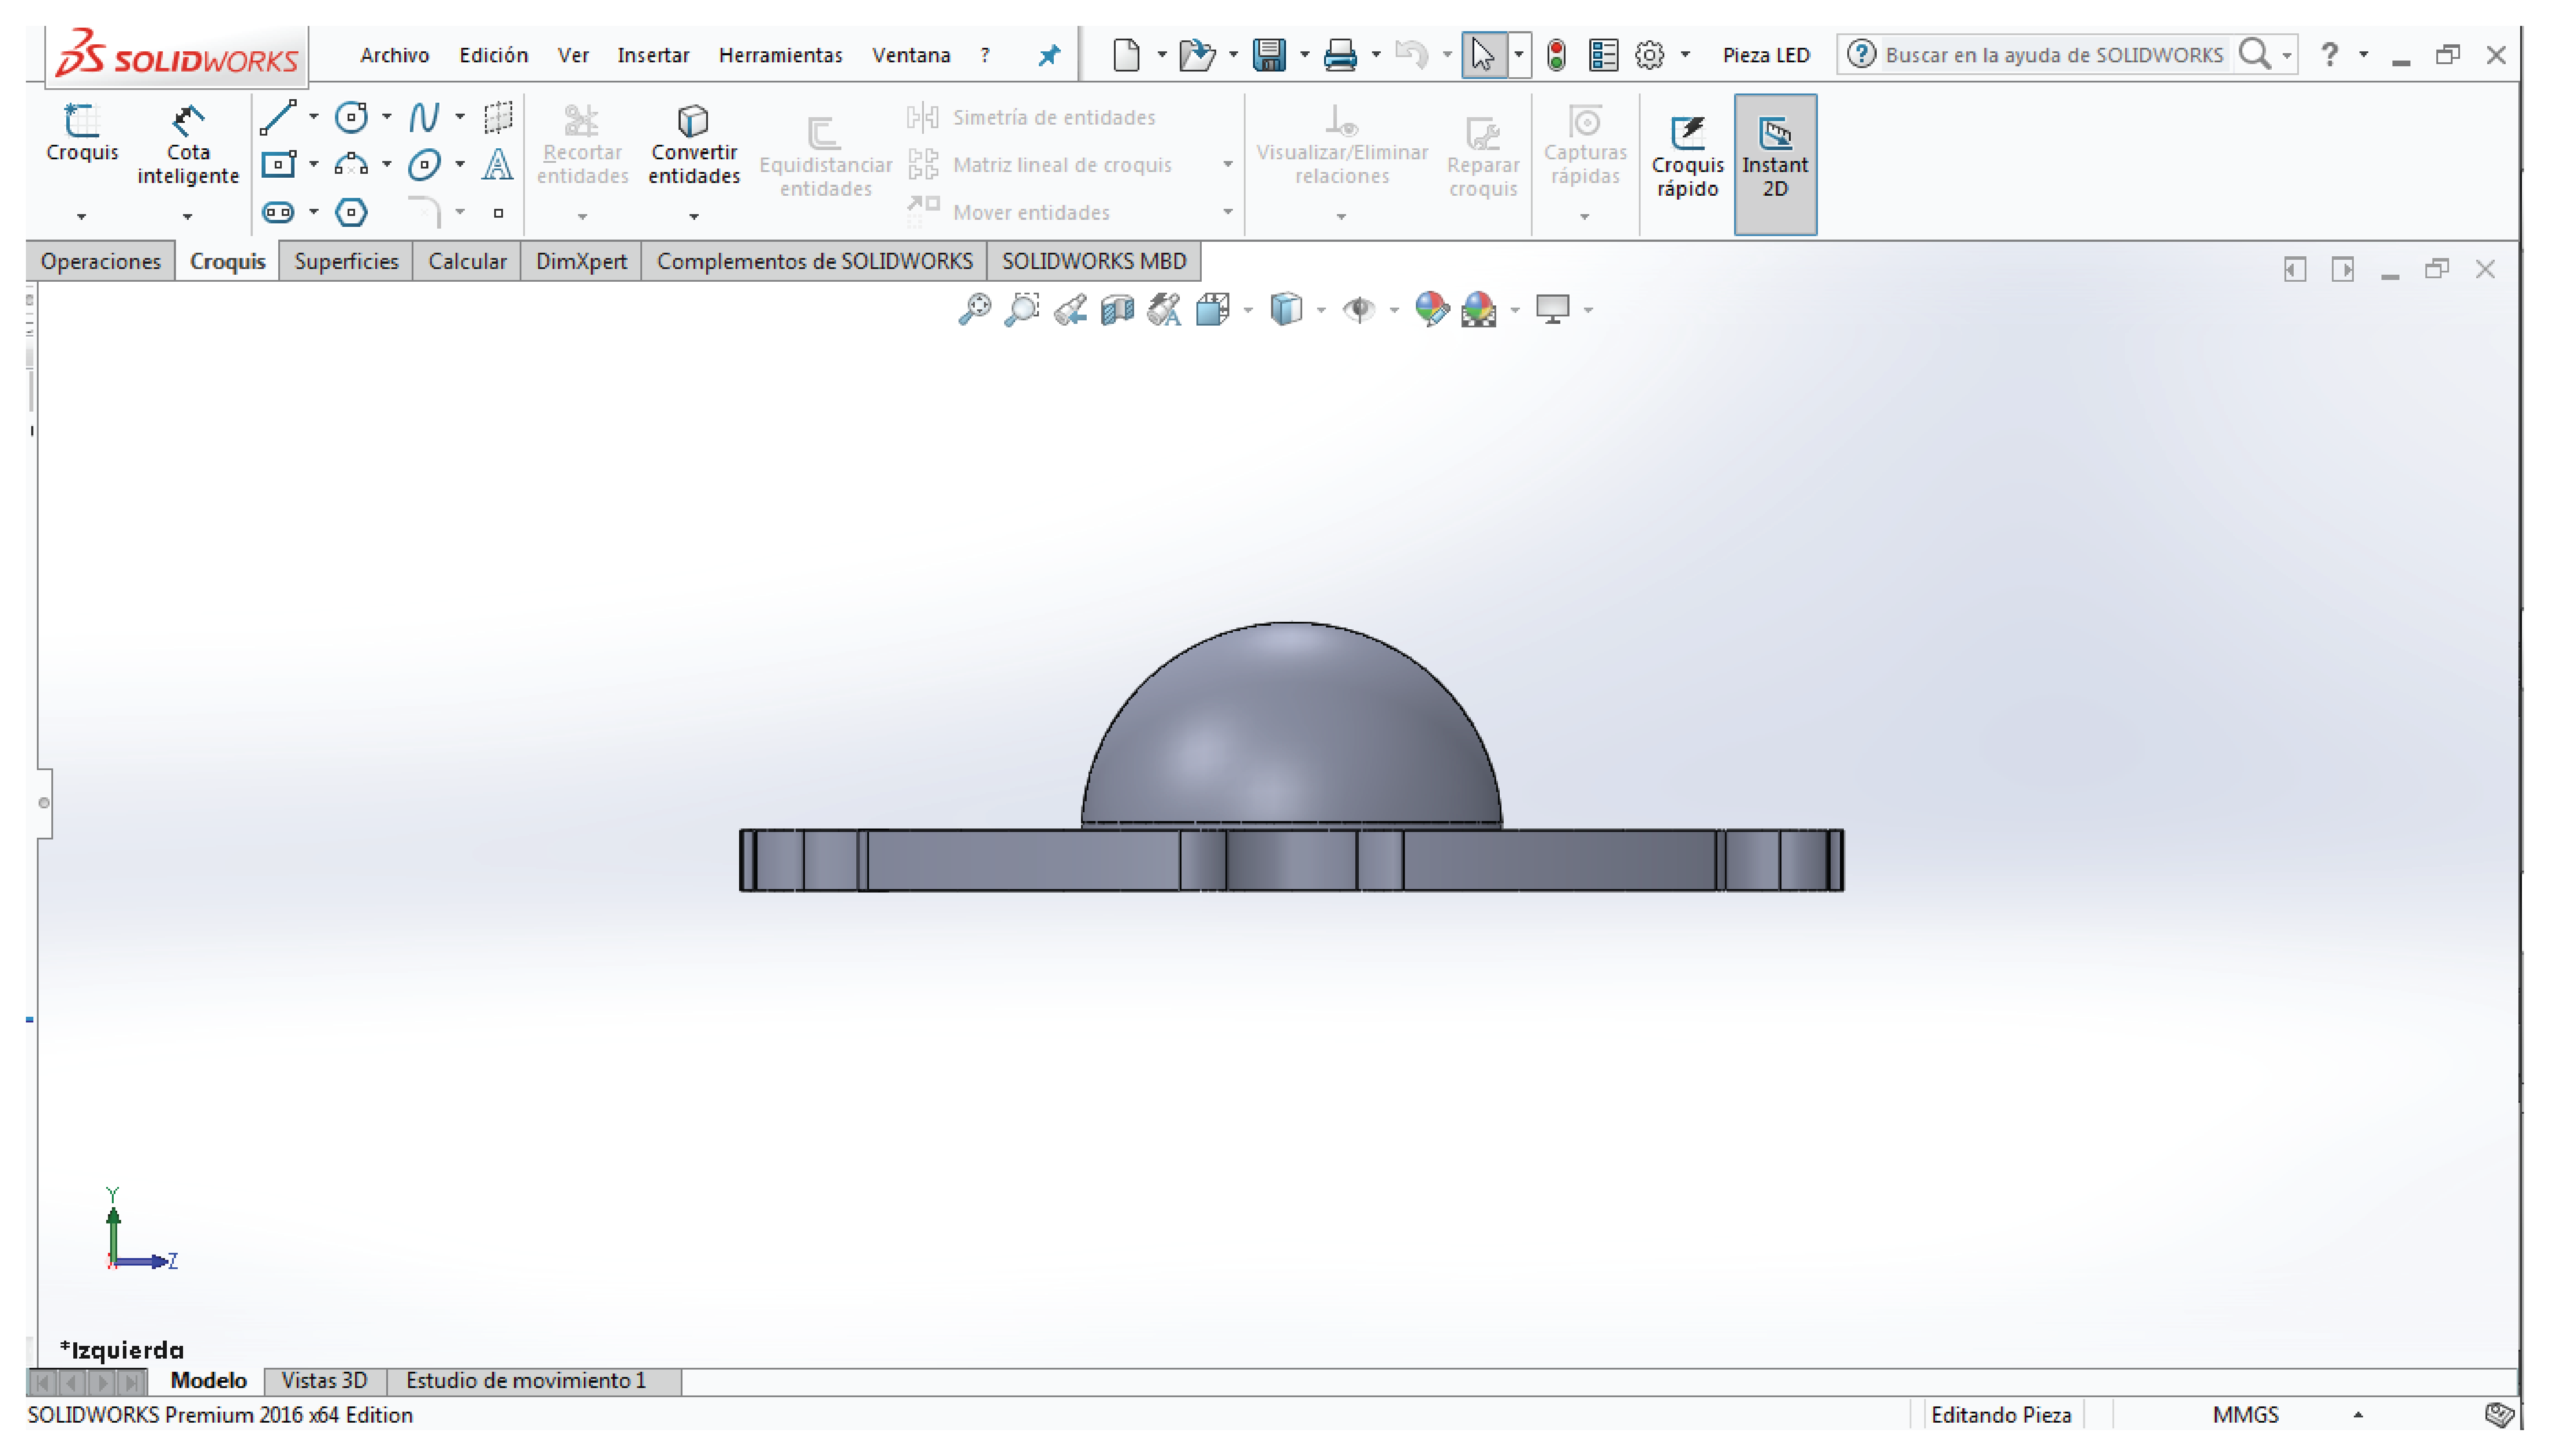 SOLIDWORKS Archivo Edición Ver Insertar Herramientas Ventana ? Pieza LED Buscar en la ayuda de SOLIDWORKS ?
Croquis
Cota inteligente
Recortar entidades
Convertir entidades
Equidistanciar entidades
Simetría de entidades
Matriz lineal de croquis
Mover entidades
Visualizar/Eliminar relaciones
Reparar croquis
Capturas rápidas
Croquis rápido
Instant 2D
Operaciones Croquis Superficies Calcular DimXpert Complementos de SOLIDWORKS SOLIDWORKS MBD
Y
Z
*Izquierda
Modelo Vistas 3D Estudio de movimiento 1
SOLIDWORKS Premium 2016 x64 Edition Editando Pieza MMGS